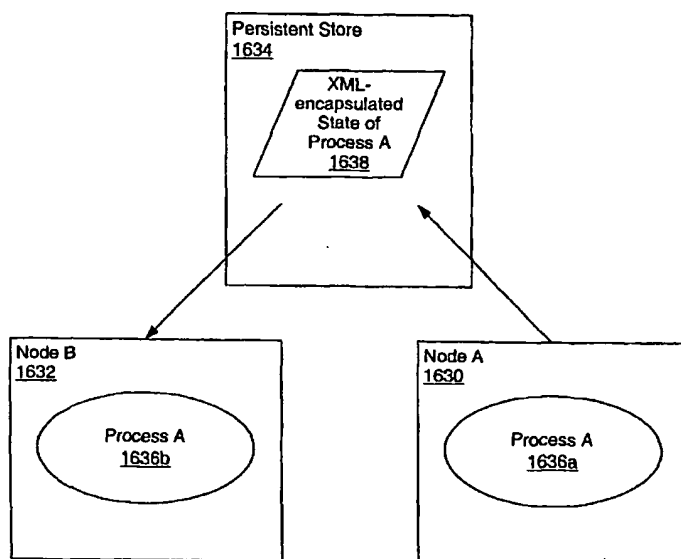 Persistent Store
1634
XML-
encapsulated
State of
Process A
1638
Node B
1632
Process A
1636b
Node A
1630
Process A
1636a